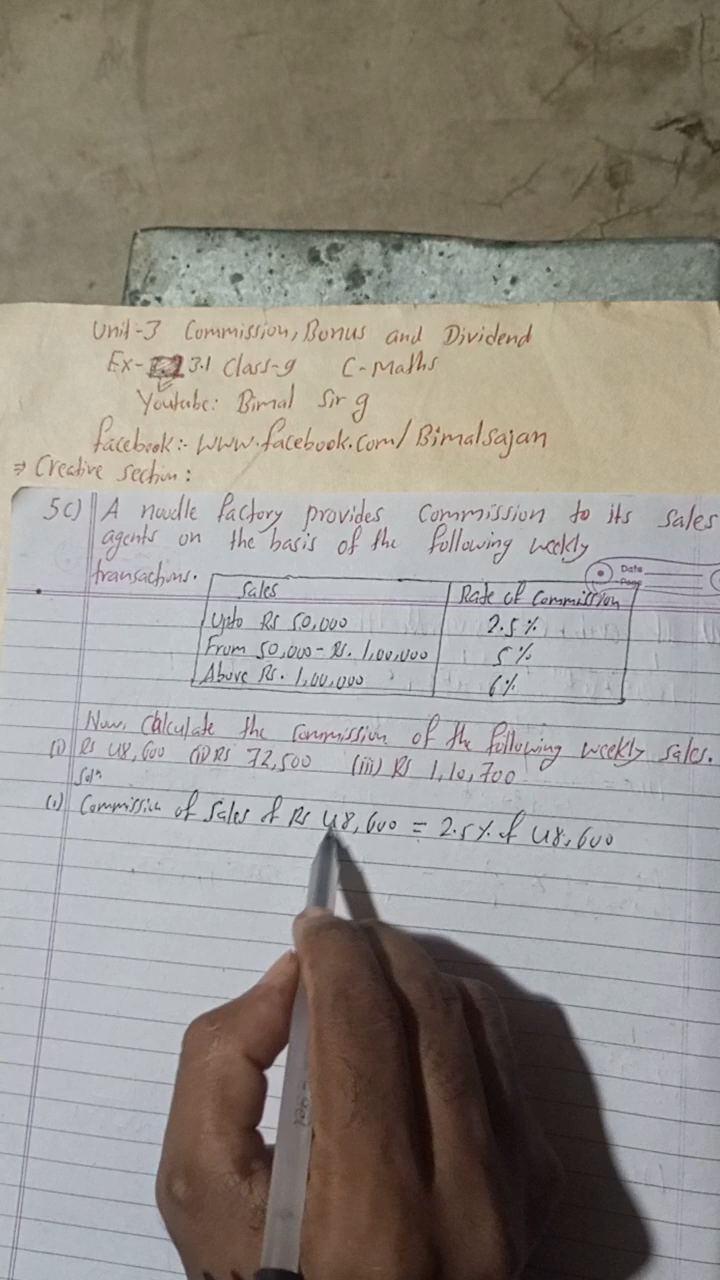 Unit-3 Commission, Bonus and Dividend
Ex- 3.1 Class-9 C-Maths
Youtube: Bimal Sir g
facebook:- www.facebook.com/Bimalsajan
⇒ Creative section:
5c) A noodle factory provides commission to its sales
agents on the basis of the following weekly
transactions.
Date
Page
Sales Rate of Commission
Upto Rs 50,000 2.5%
From 50,000 - Rs. 1,00,000 5%
Above Rs. 1,00,000 6%
Now, calculate the commission of the following weekly sales.
(i) Rs 48,600 (ii) Rs 72,500 (iii) Rs 1,10,700
Solⁿ
(i) Commission of Sales of Rs 48,600 = 2.5% of 48,600